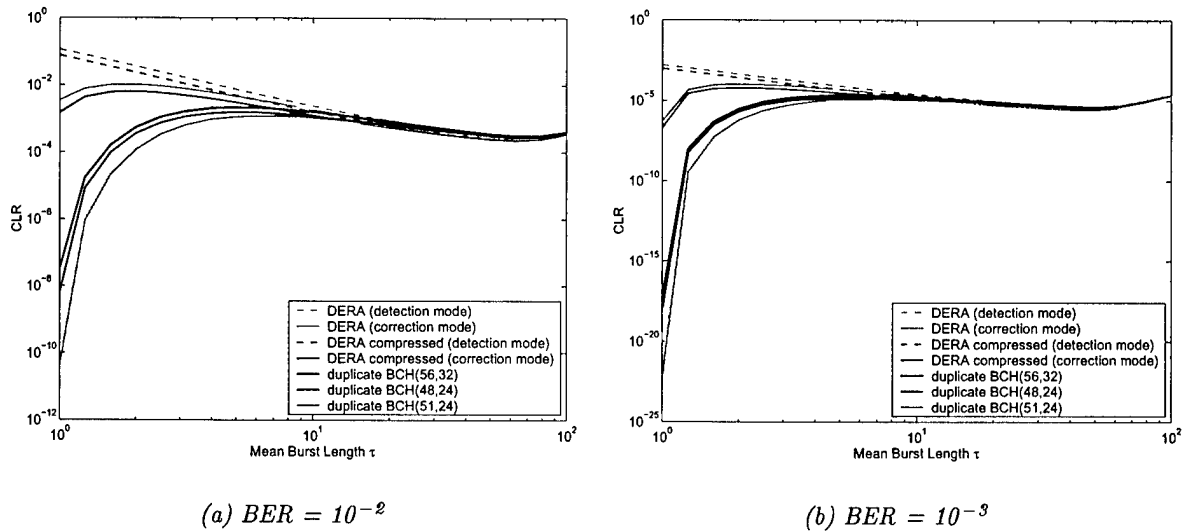 10^0
10^-2
10^-4
10^-6
10^-8
10^-10
10^-12
CLR
10^0
10^1
10^2
Mean Burst Length τ
DERA (detection mode)
DERA (correction mode)
DERA compressed (detection mode)
DERA compressed (correction mode)
duplicate BCH(56,32)
duplicate BCH(48,24)
duplicate BCH(51,24)
(a) BER = 10^-2
10^0
10^-5
10^-10
10^-15
10^-20
10^-25
CLR
10^0
10^1
10^2
Mean Burst Length τ
DERA (detection mode)
DERA (correction mode)
DERA compressed (detection mode)
DERA compressed (correction mode)
duplicate BCH(56,32)
duplicate BCH(48,24)
duplicate BCH(51,24)
(b) BER = 10^-3